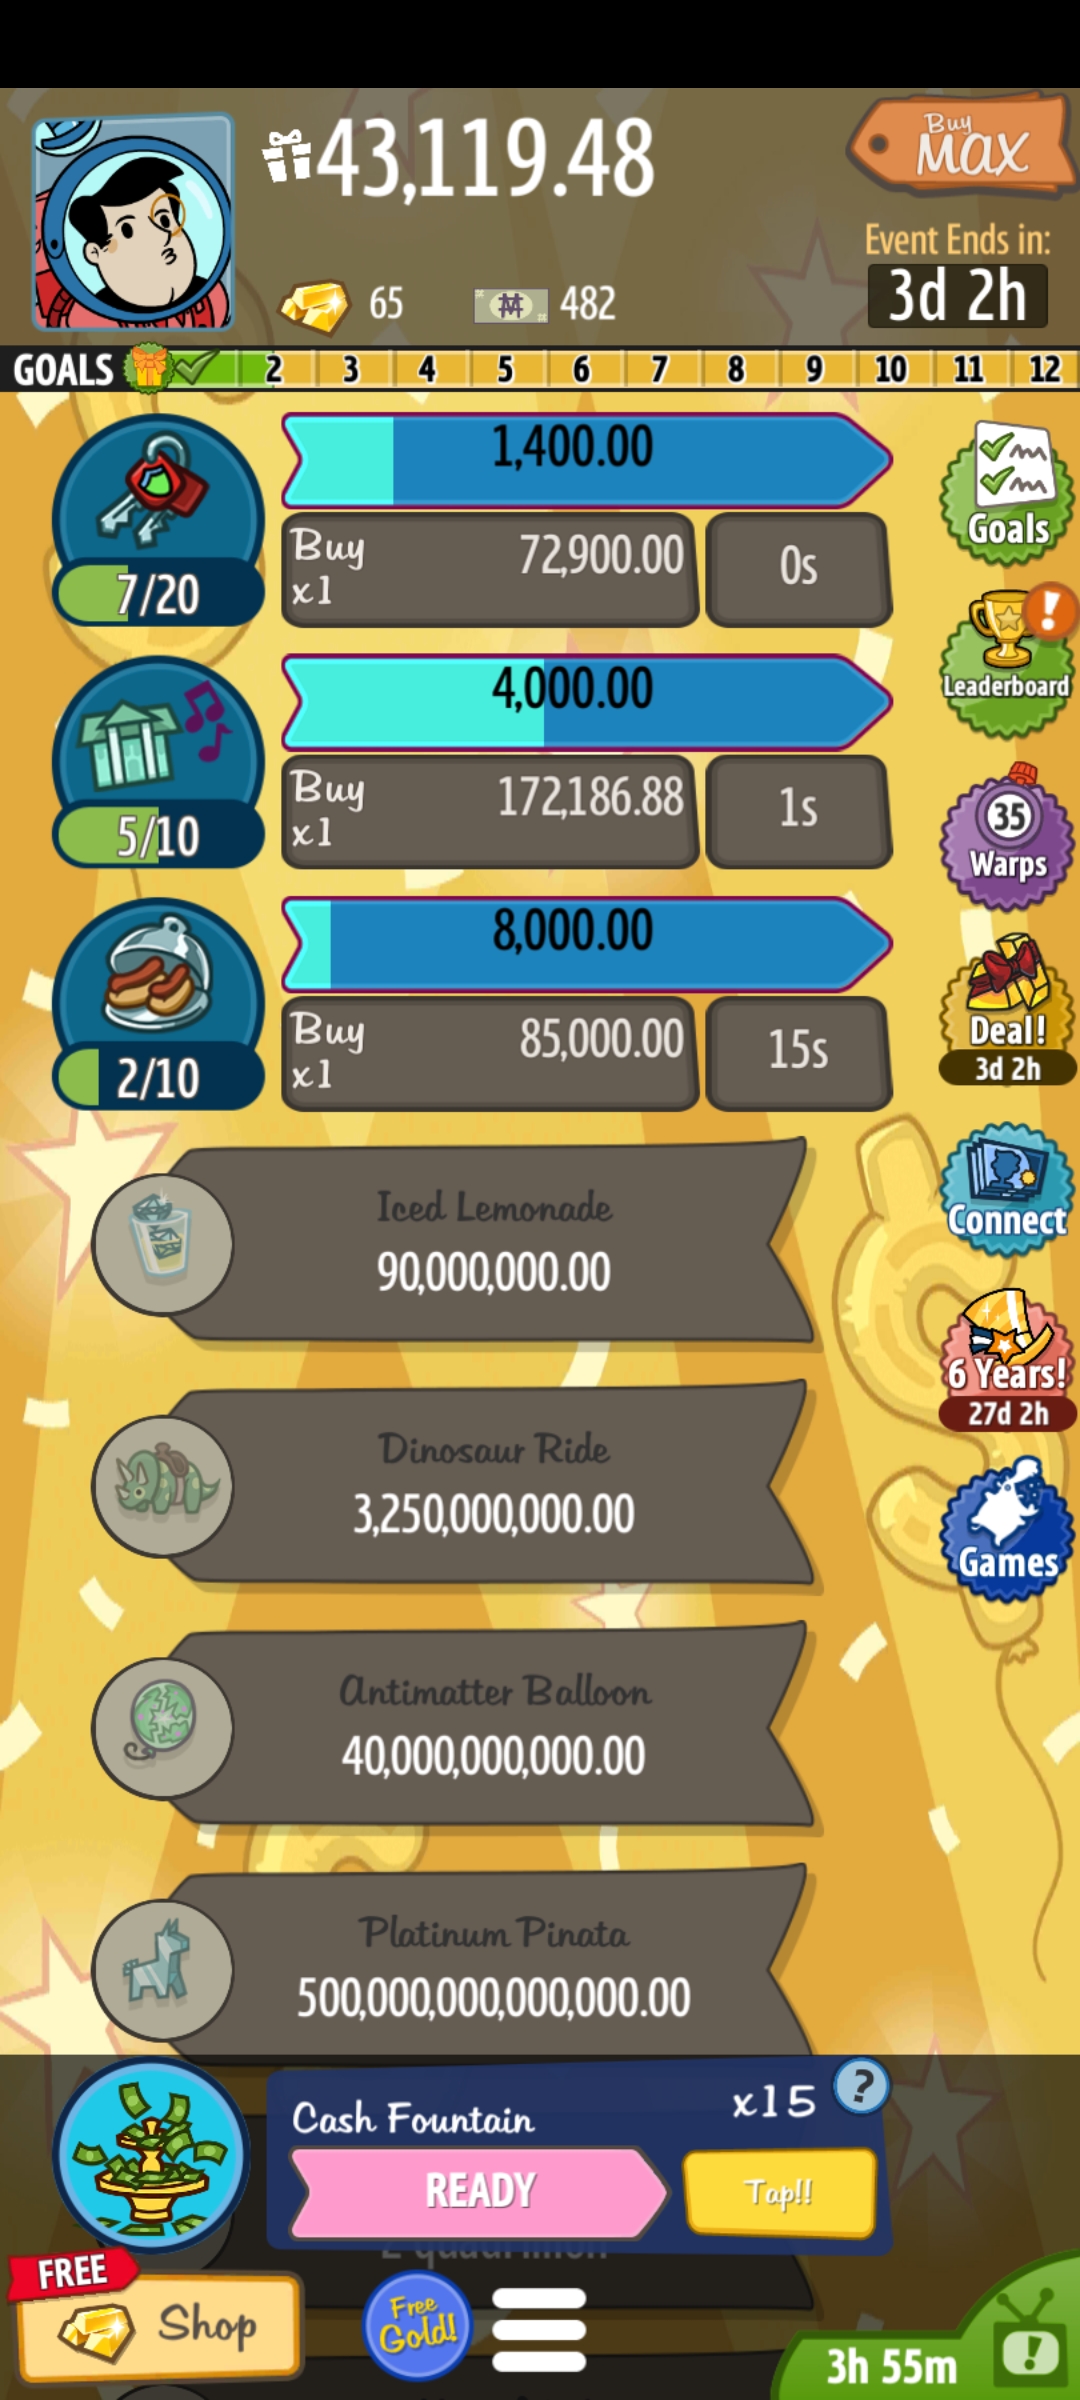 43,119.48
Buy
MAX
Event Ends in:
3d 2h
65
482
GOALS 2 3 4 5 6 7 8 9 10 11 12
1,400.00
7/20
Buy
x1
72,900.00
0s
Goals
4,000.00
5/10
Buy
x1
172,186.88
1s
!
Leaderboard
35
Warps
8,000.00
2/10
Buy
x1
85,000.00
15s
Deal!
3d 2h
Iced Lemonade
90,000,000.00
Connect
Dinosaur Ride
3,250,000,000.00
6 Years!
27d 2h
Games
Antimatter Balloon
40,000,000,000.00
Platinum Pinata
500,000,000,000,000.00
Cash Fountain
x15
?
READY
Tap!!
2 quadrillion
FREE
Shop
Free
Gold!
3h 55m
!